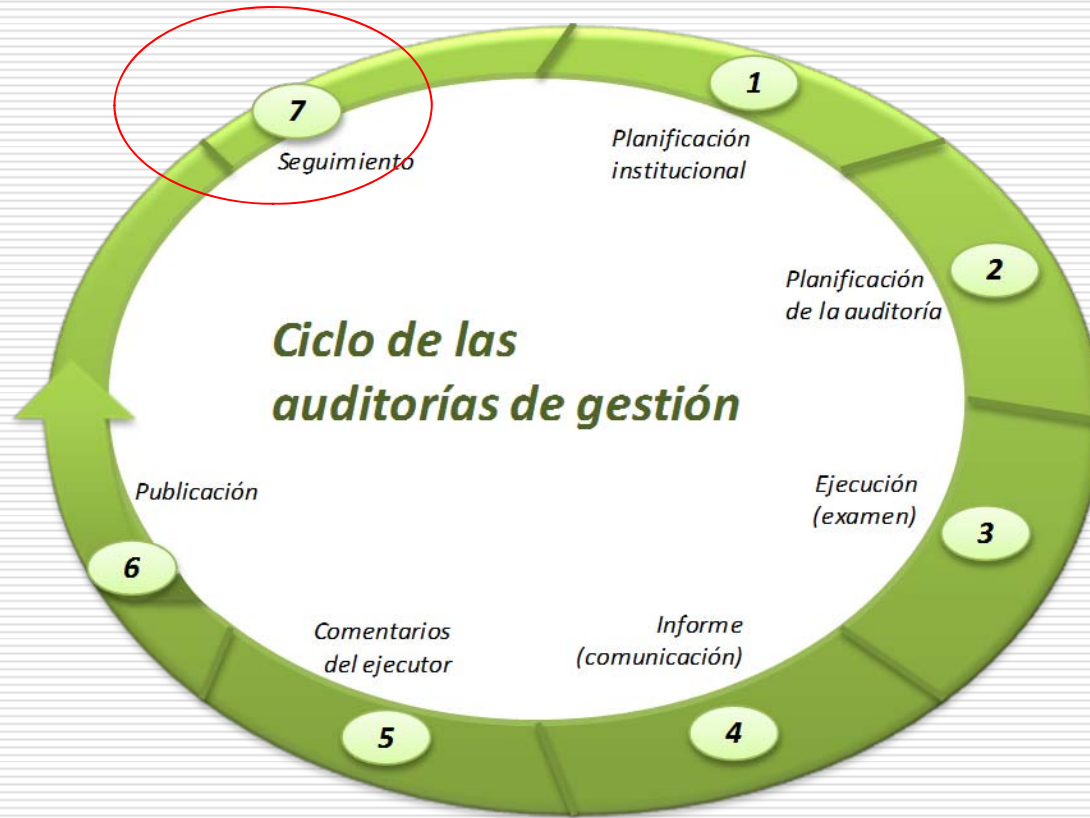 Ciclo de las
auditorías de gestión
1
Planificación
institucional
2
Planificación
de la auditoría
3
Ejecución
(examen)
4
Informe
(comunicación)
5
Comentarios
del ejecutor
6
Publicación
7
Seguimiento